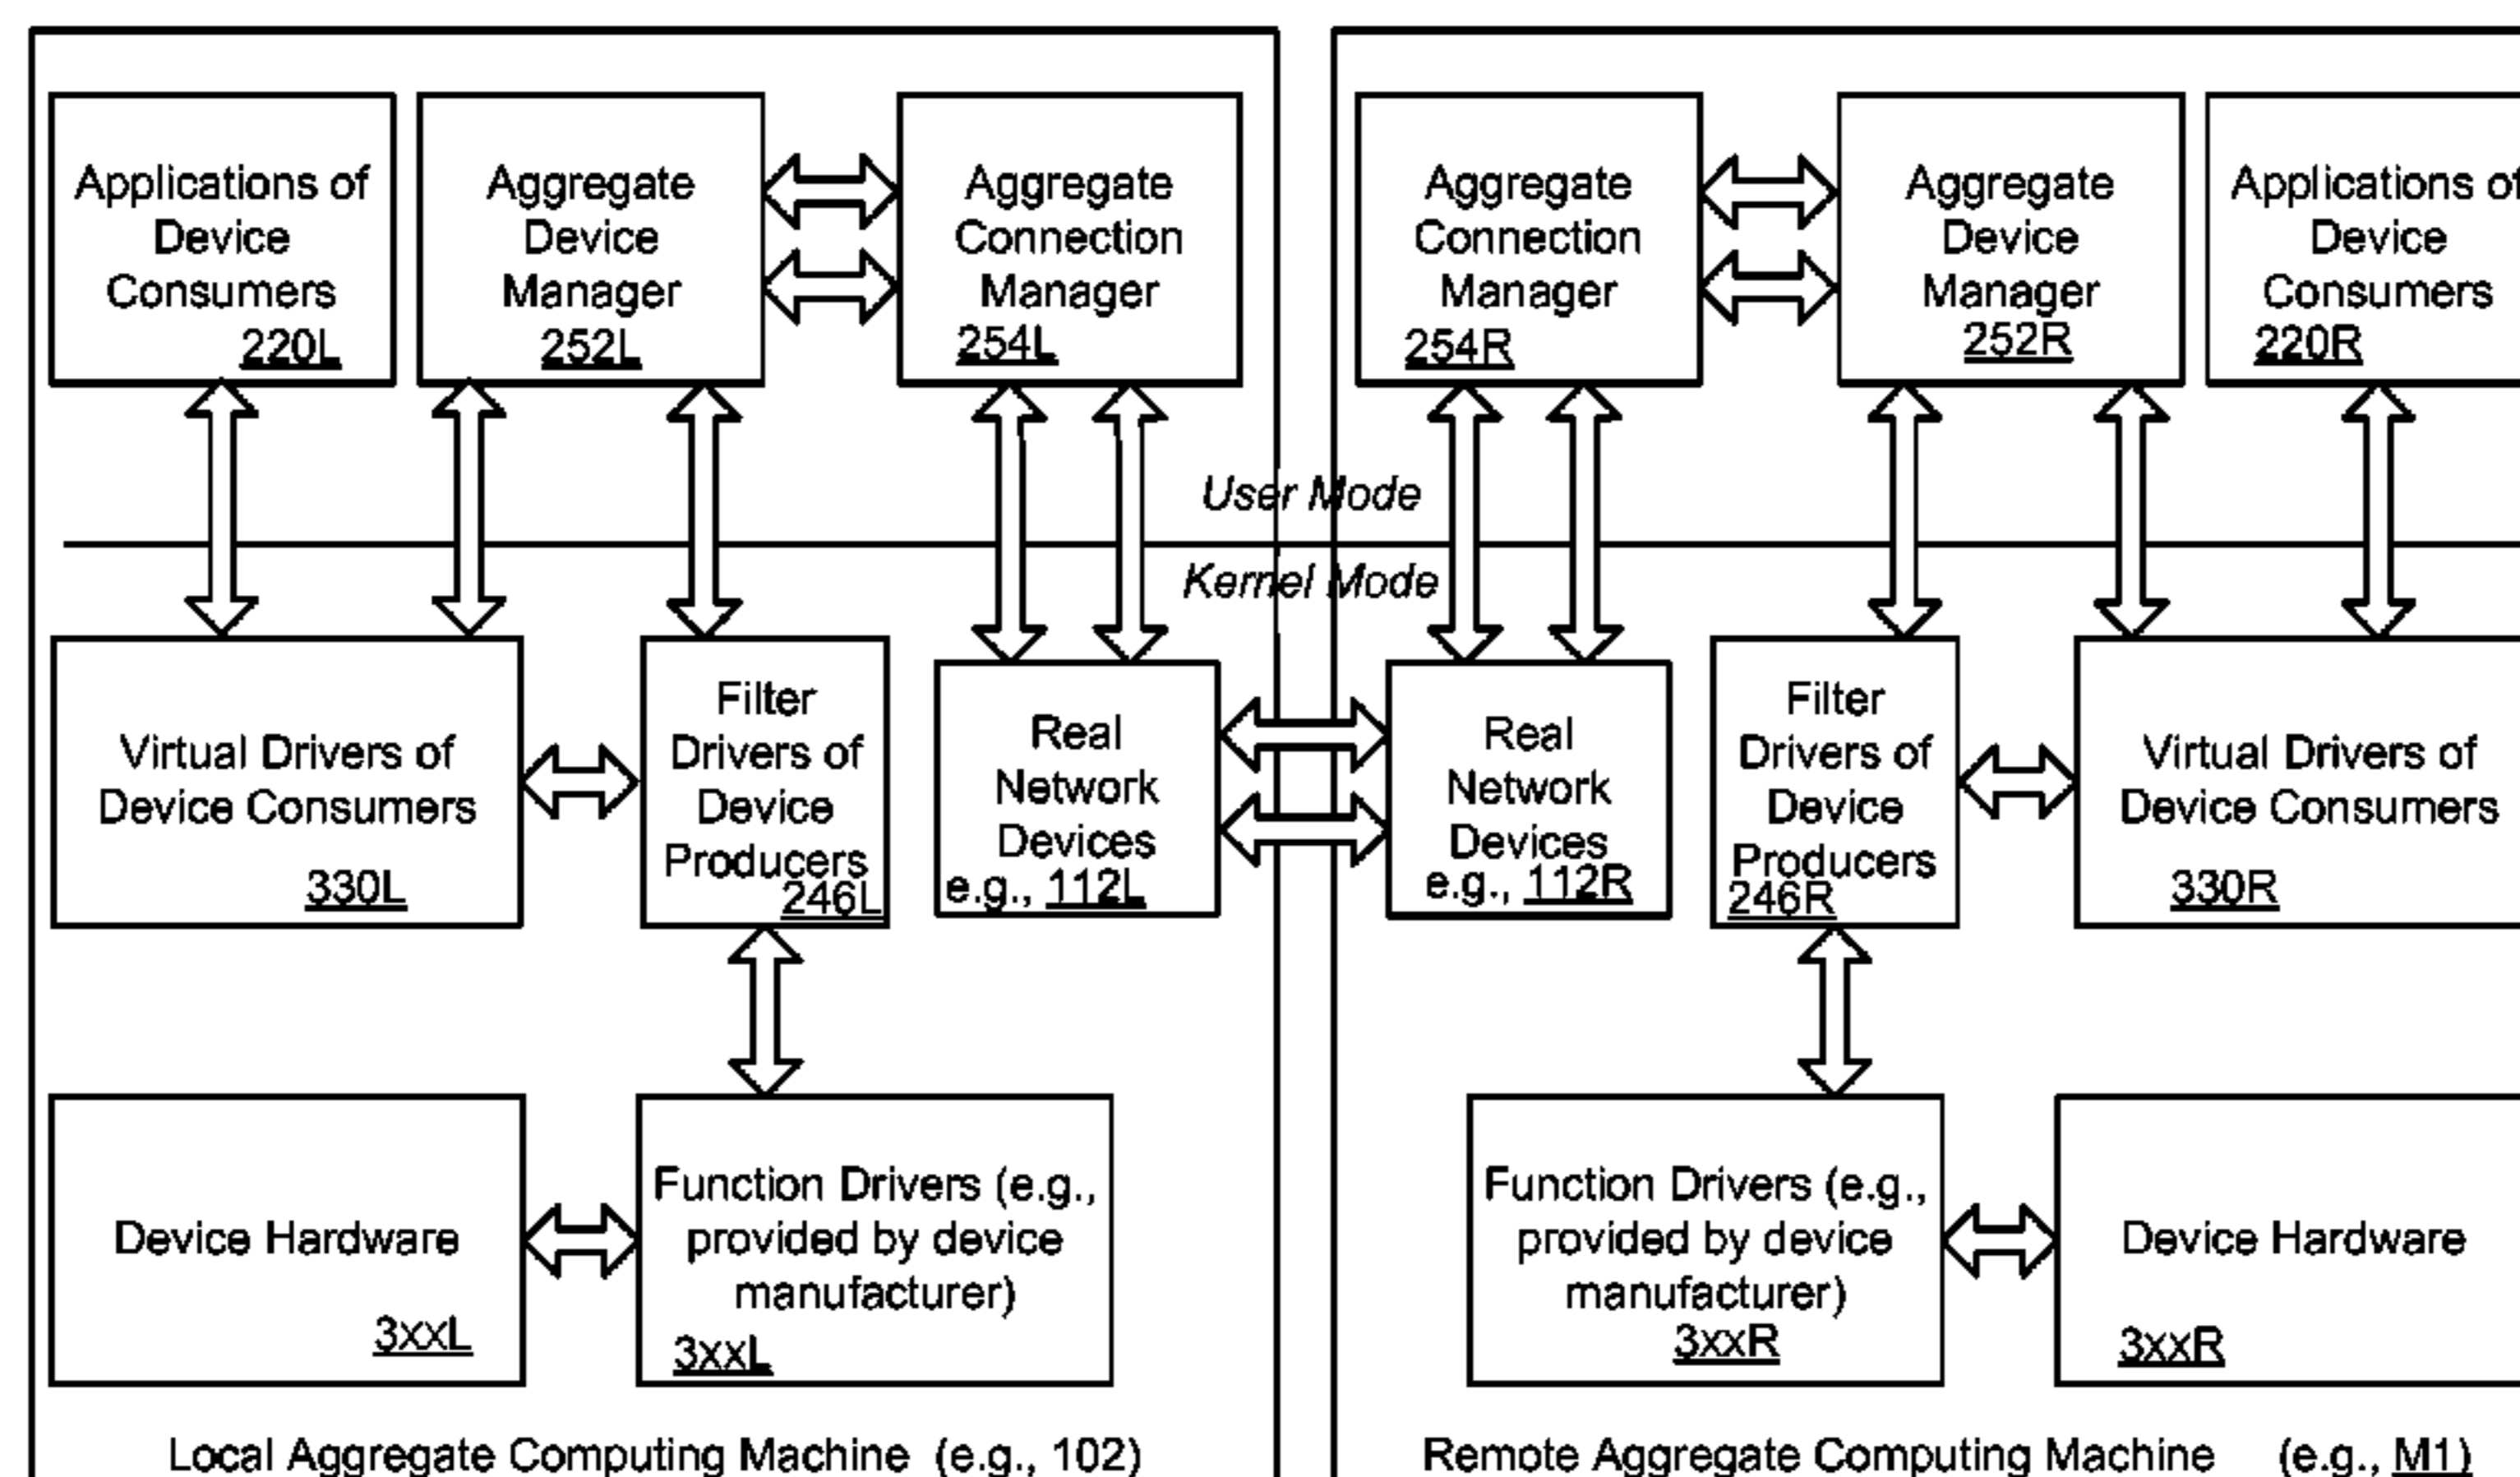 Applications of
Device
Consumers
220L
Aggregate
Device
Manager
252L
Aggregate
Connection
Manager
254L
Aggregate
Connection
Manager
254R
Aggregate
Device
Manager
252R
Applications of
Device
Consumers
220R
User Mode
Kernel Mode
Virtual Drivers of
Device Consumers
330L
Filter
Drivers of
Device
Producers
246L
Real
Network
Devices
e.g., 112L
Real
Network
Devices
e.g., 112R
Filter
Drivers of
Device
Producers
246R
Virtual Drivers of
Device Consumers
330R
Device Hardware
3xxL
Function Drivers (e.g.,
provided by device
manufacturer)
3xxL
Function Drivers (e.g.,
provided by device
manufacturer)
3xxR
Device Hardware
3xxR
Local Aggregate Computing Machine (e.g., 102)
Remote Aggregate Computing Machine (e.g., M1)